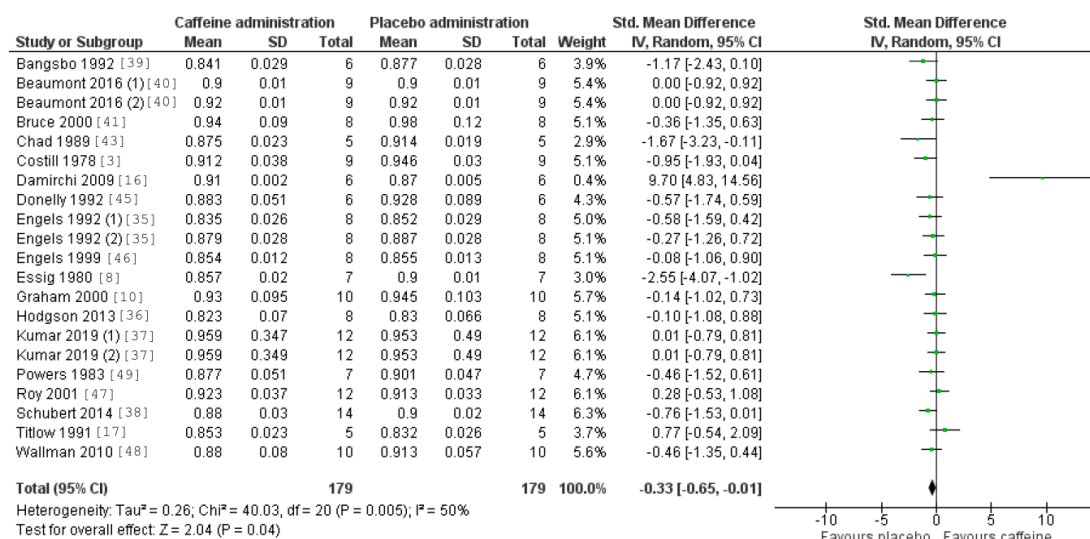 Caffeine administration Placebo administration Std. Mean Difference Std. Mean Difference
Study or Subgroup Mean SD Total Mean SD Total Weight IV, Random, 95% CI IV, Random, 95% CI
Bangsbo 1992 [39] 0.841 0.029 6 0.877 0.028 6 3.9% -1.17 [-2.43, 0.10]
Beaumont 2016 (1) [40] 0.9 0.01 9 0.9 0.01 9 5.4% 0.00 [-0.92, 0.92]
Beaumont 2016 (2) [40] 0.92 0.01 9 0.92 0.01 9 5.4% 0.00 [-0.92, 0.92]
Bruce 2000 [41] 0.94 0.09 8 0.98 0.12 8 5.1% -0.36 [-1.35, 0.63]
Chad 1989 [43] 0.875 0.023 5 0.914 0.019 5 2.9% -1.67 [-3.23, -0.11]
Costill 1978 [3] 0.912 0.038 9 0.946 0.03 9 5.1% -0.95 [-1.93, 0.04]
Damirchi 2009 [16] 0.91 0.002 6 0.87 0.005 6 0.4% 9.70 [4.83, 14.56]
Donelly 1992 [45] 0.883 0.051 6 0.928 0.089 6 4.3% -0.57 [-1.74, 0.59]
Engels 1992 (1) [35] 0.835 0.026 8 0.852 0.029 8 5.0% -0.58 [-1.59, 0.42]
Engels 1992 (2) [35] 0.879 0.028 8 0.887 0.028 8 5.1% -0.27 [-1.26, 0.72]
Engels 1999 [46] 0.854 0.012 8 0.855 0.013 8 5.2% -0.08 [-1.06, 0.90]
Essig 1980 [8] 0.857 0.02 7 0.9 0.01 7 3.0% -2.55 [-4.07, -1.02]
Graham 2000 [10] 0.93 0.095 10 0.945 0.103 10 5.7% -0.14 [-1.02, 0.73]
Hodgson 2013 [36] 0.823 0.07 8 0.83 0.066 8 5.2% -0.10 [-1.08, 0.88]
Kumar 2019 (1) [37] 0.959 0.347 12 0.953 0.49 12 6.1% 0.01 [-0.79, 0.81]
Kumar 2019 (2) [37] 0.959 0.349 12 0.953 0.49 12 6.1% 0.01 [-0.79, 0.81]
Powers 1983 [49] 0.877 0.051 7 0.901 0.047 7 4.7% -0.46 [-1.52, 0.61]
Roy 2001 [47] 0.923 0.037 12 0.913 0.033 12 6.1% 0.28 [-0.53, 1.08]
Schubert 2014 [38] 0.88 0.03 14 0.9 0.02 14 6.3% -0.76 [-1.53, 0.01]
Titlow 1991 [17] 0.853 0.023 5 0.832 0.026 5 3.7% 0.77 [-0.54, 2.09]
Wallman 2010 [48] 0.88 0.08 10 0.913 0.057 10 5.6% -0.46 [-1.35, 0.44]
Total (95% CI) 179 179 100.0% -0.33 [-0.65, -0.01]
Heterogeneity: Tau² = 0.26; Chi² = 40.03, df = 20 (P = 0.005); I² = 50%
Test for overall effect: Z = 2.04 (P = 0.04)
-10 -5 0 5 10
Favours placebo Favours caffeine